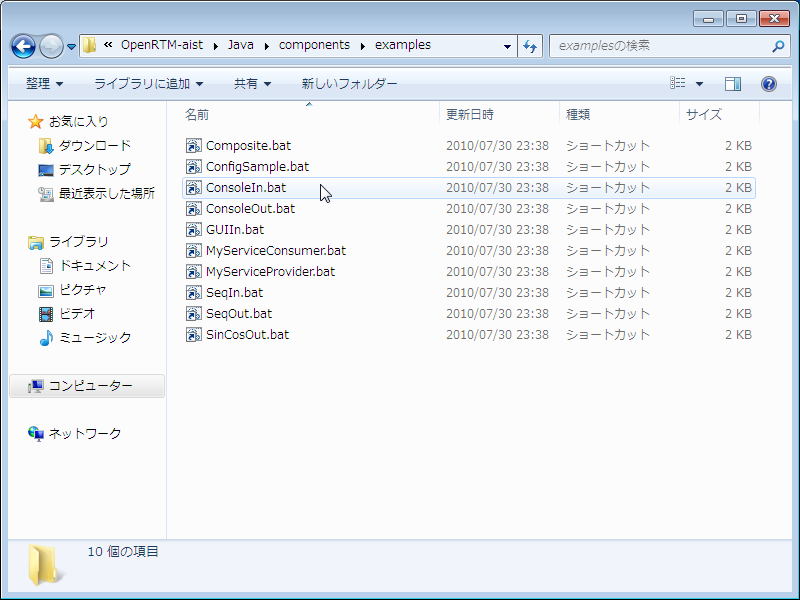 « OpenRTM-aist ▸ Java ▸ components ▸ examples
examplesの検索
整理 ライブラリに追加 共有 新しいフォルダー
お気に入り
ダウンロード
デスクトップ
最近表示した場所
ライブラリ
ドキュメント
ピクチャ
ビデオ
ミュージック
コンピューター
ネットワーク
名前 更新日時 種類 サイズ
Composite.bat 2010/07/30 23:38 ショートカット 2 KB
ConfigSample.bat 2010/07/30 23:38 ショートカット 2 KB
ConsoleIn.bat 2010/07/30 23:38 ショートカット 2 KB
ConsoleOut.bat 2010/07/30 23:38 ショートカット 2 KB
GUIIn.bat 2010/07/30 23:38 ショートカット 2 KB
MyServiceConsumer.bat 2010/07/30 23:38 ショートカット 2 KB
MyServiceProvider.bat 2010/07/30 23:38 ショートカット 2 KB
SeqIn.bat 2010/07/30 23:38 ショートカット 2 KB
SeqOut.bat 2010/07/30 23:38 ショートカット 2 KB
SinCosOut.bat 2010/07/30 23:38 ショートカット 2 KB
10 個の項目